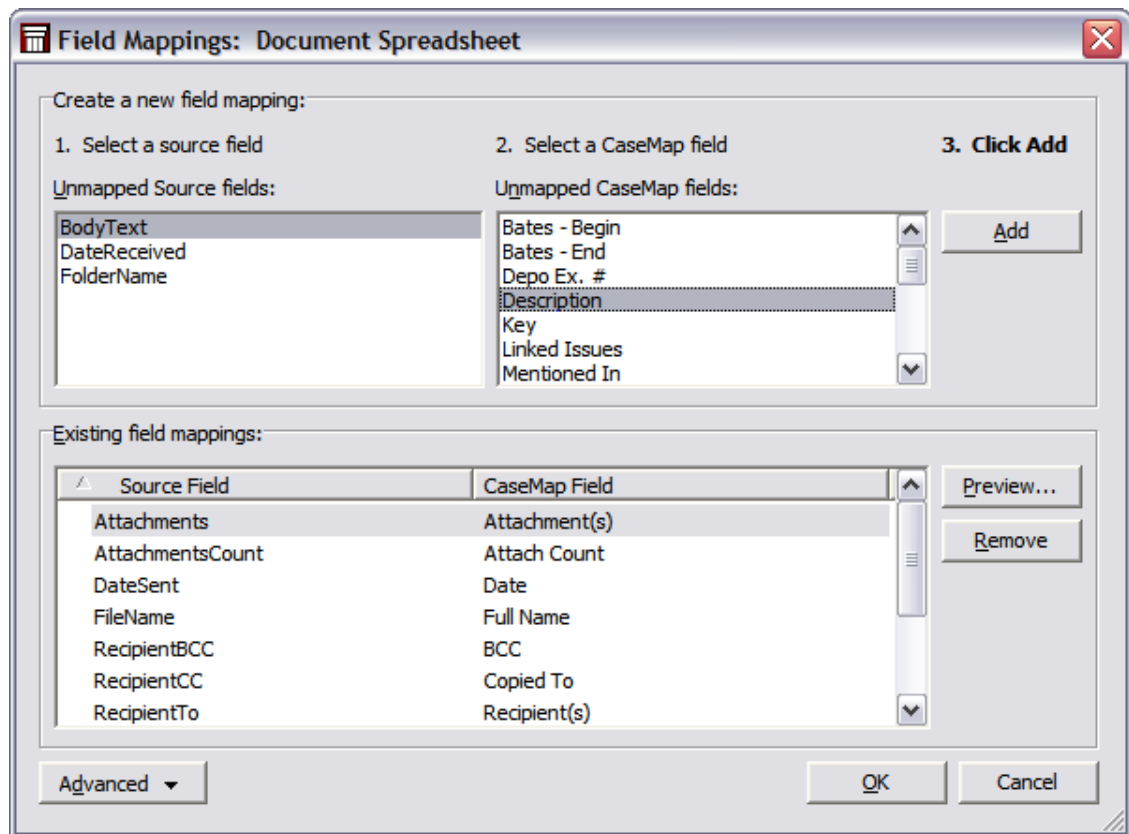 Field Mappings: Document Spreadsheet
Create a new field mapping:
1. Select a source field
2. Select a CaseMap field
3. Click Add
Unmapped Source fields:
Unmapped CaseMap fields:
BodyText
DateReceived
FolderName
Bates - Begin
Bates - End
Depo Ex. #
Description
Key
Linked Issues
Mentioned In
Add
Existing field mappings:
Source Field CaseMap Field
Attachments Attachment(s)
AttachmentsCount Attach Count
DateSent Date
FileName Full Name
RecipientBCC BCC
RecipientCC Copied To
RecipientTo Recipient(s)
Preview...
Remove
Advanced
OK
Cancel